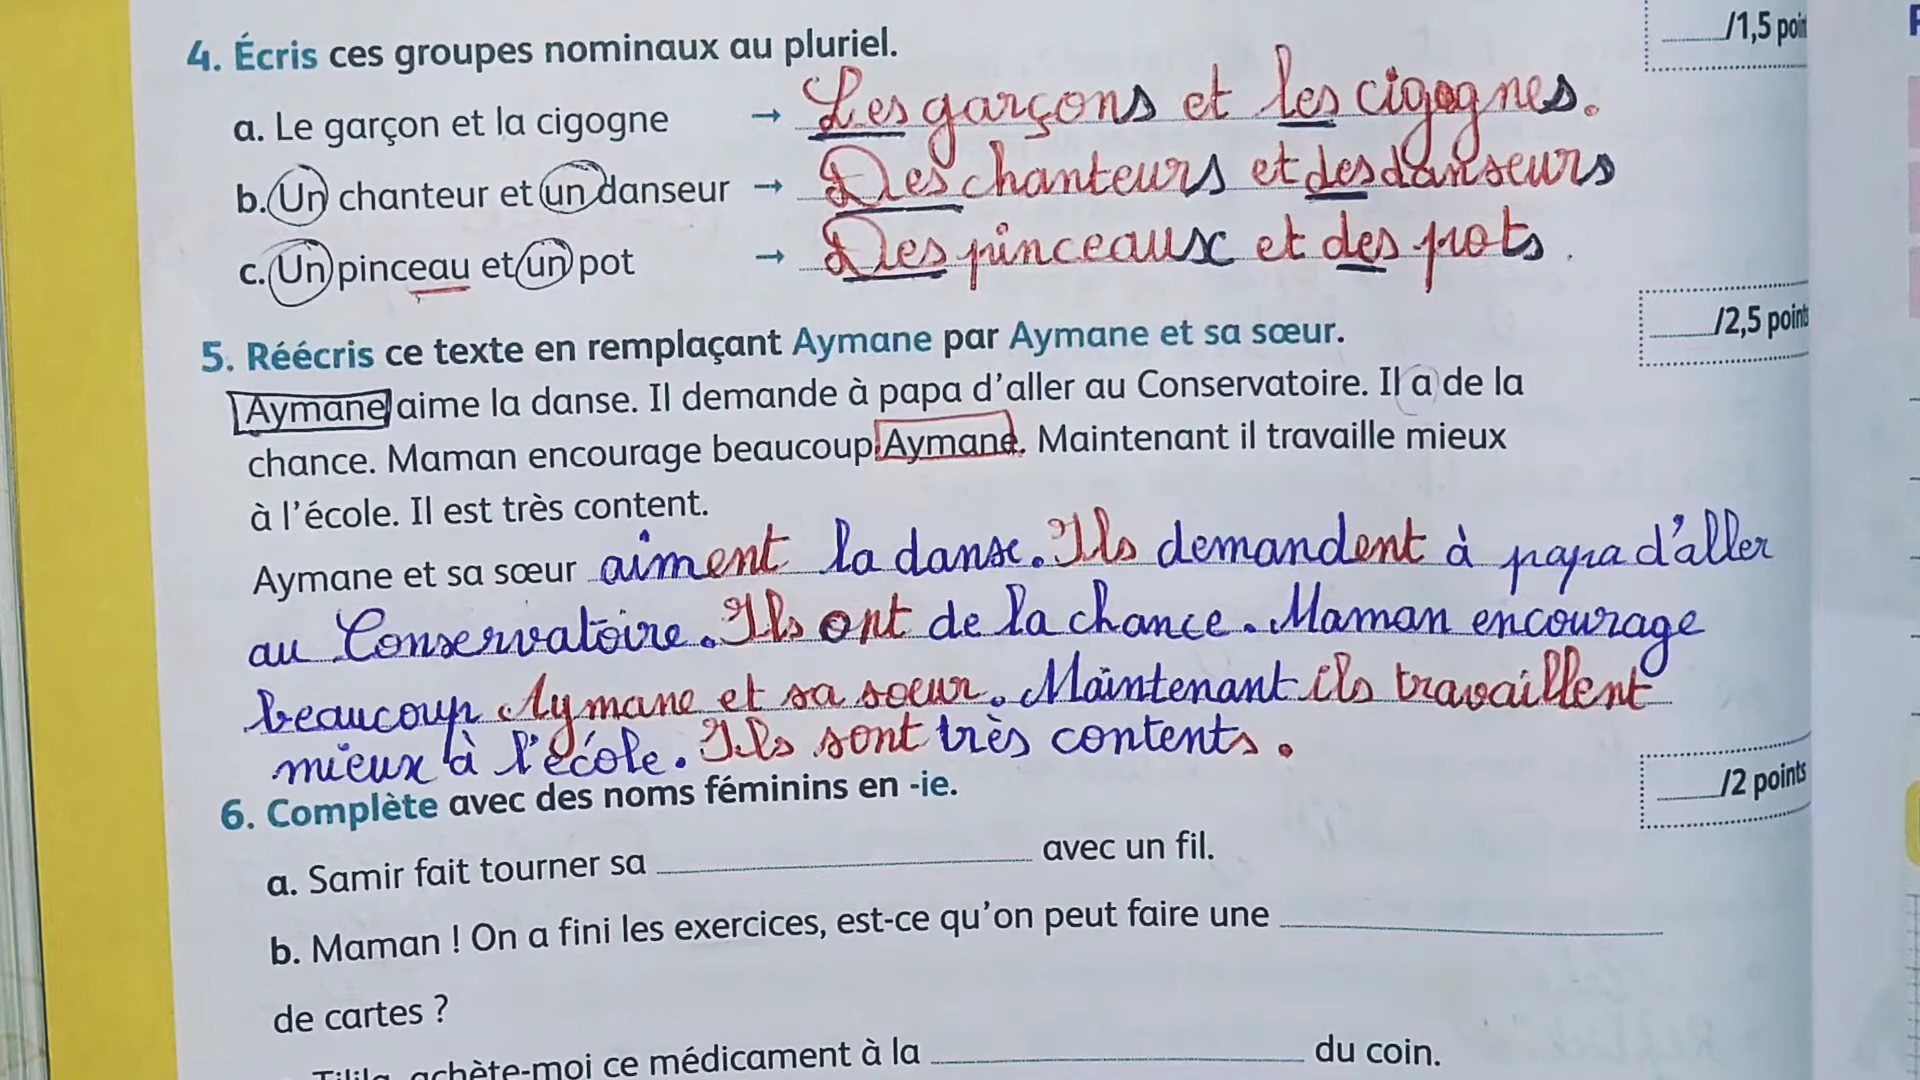 4. Écris ces groupes nominaux au pluriel.
/1,5 poin
a. Le garçon et la cigogne → Les garçons et les cigognes.
b. Un chanteur et un danseur → Des chanteurs et des danseurs
c. Un pinceau et un pot → Des pinceaux et des pots.
/2,5 points
5. Réécris ce texte en remplaçant Aymane par Aymane et sa sœur.
Aymane aime la danse. Il demande à papa d'aller au Conservatoire. Il a de la
chance. Maman encourage beaucoup Aymane. Maintenant il travaille mieux
à l'école. Il est très content.
Aymane et sa sœur aiment la danse. Ils demandent à papa d'aller
au Conservatoire. Ils ont de la chance. Maman encourage
beaucoup Aymane et sa sœur. Maintenant ils travaillent
mieux à l'école. Ils sont très contents.
/2 points
6. Complète avec des noms féminins en -ie.
a. Samir fait tourner sa avec un fil.
b. Maman ! On a fini les exercices, est-ce qu'on peut faire une
de cartes ?
achète-moi ce médicament à la du coin.